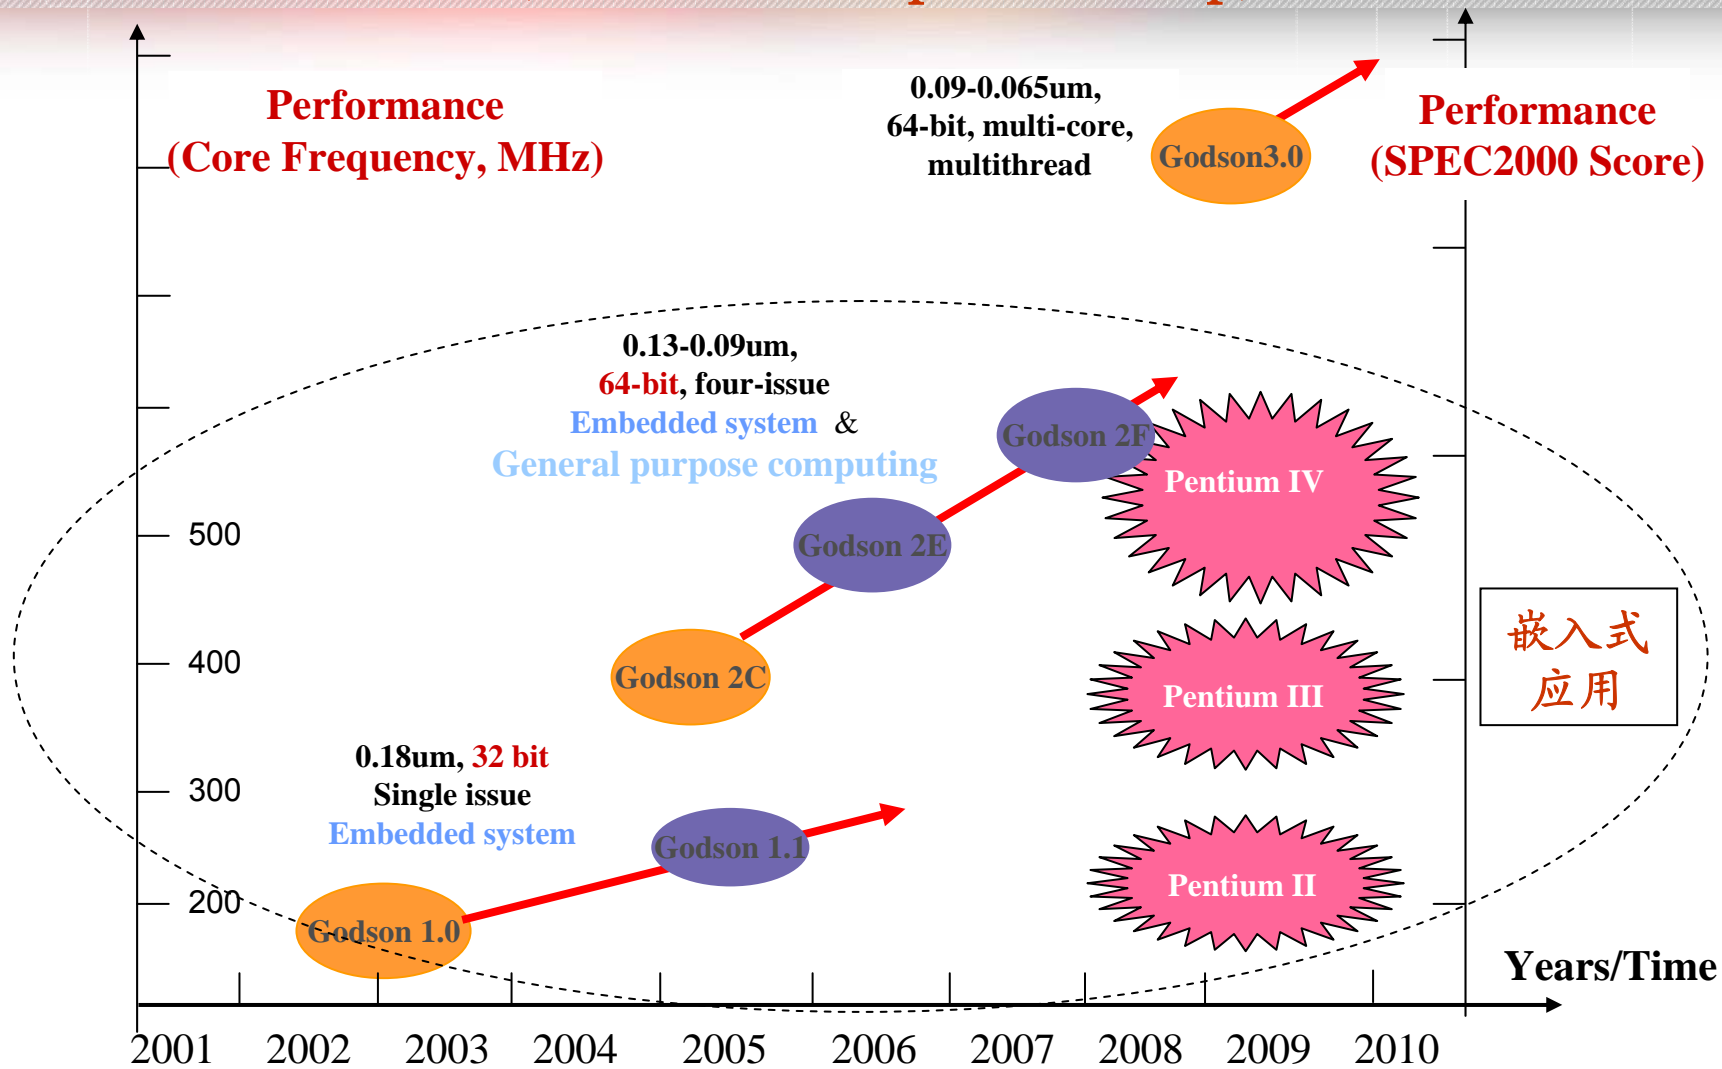 Performance
(Core Frequency, MHz)
0.09-0.065um,
64-bit, multi-core,
multithread
Godson3.0
Performance
(SPEC2000 Score)
0.13-0.09um,
64-bit, four-issue
Embedded system &
General purpose computing
Godson 2F
Pentium IV
500
Godson 2E
嵌入式
应用
400
Godson 2C
Pentium III
0.18um, 32 bit
Single issue
Embedded system
300
Godson 1.1
Pentium II
200
Godson 1.0
Years/Time
2001 2002 2003 2004 2005 2006 2007 2008 2009 2010